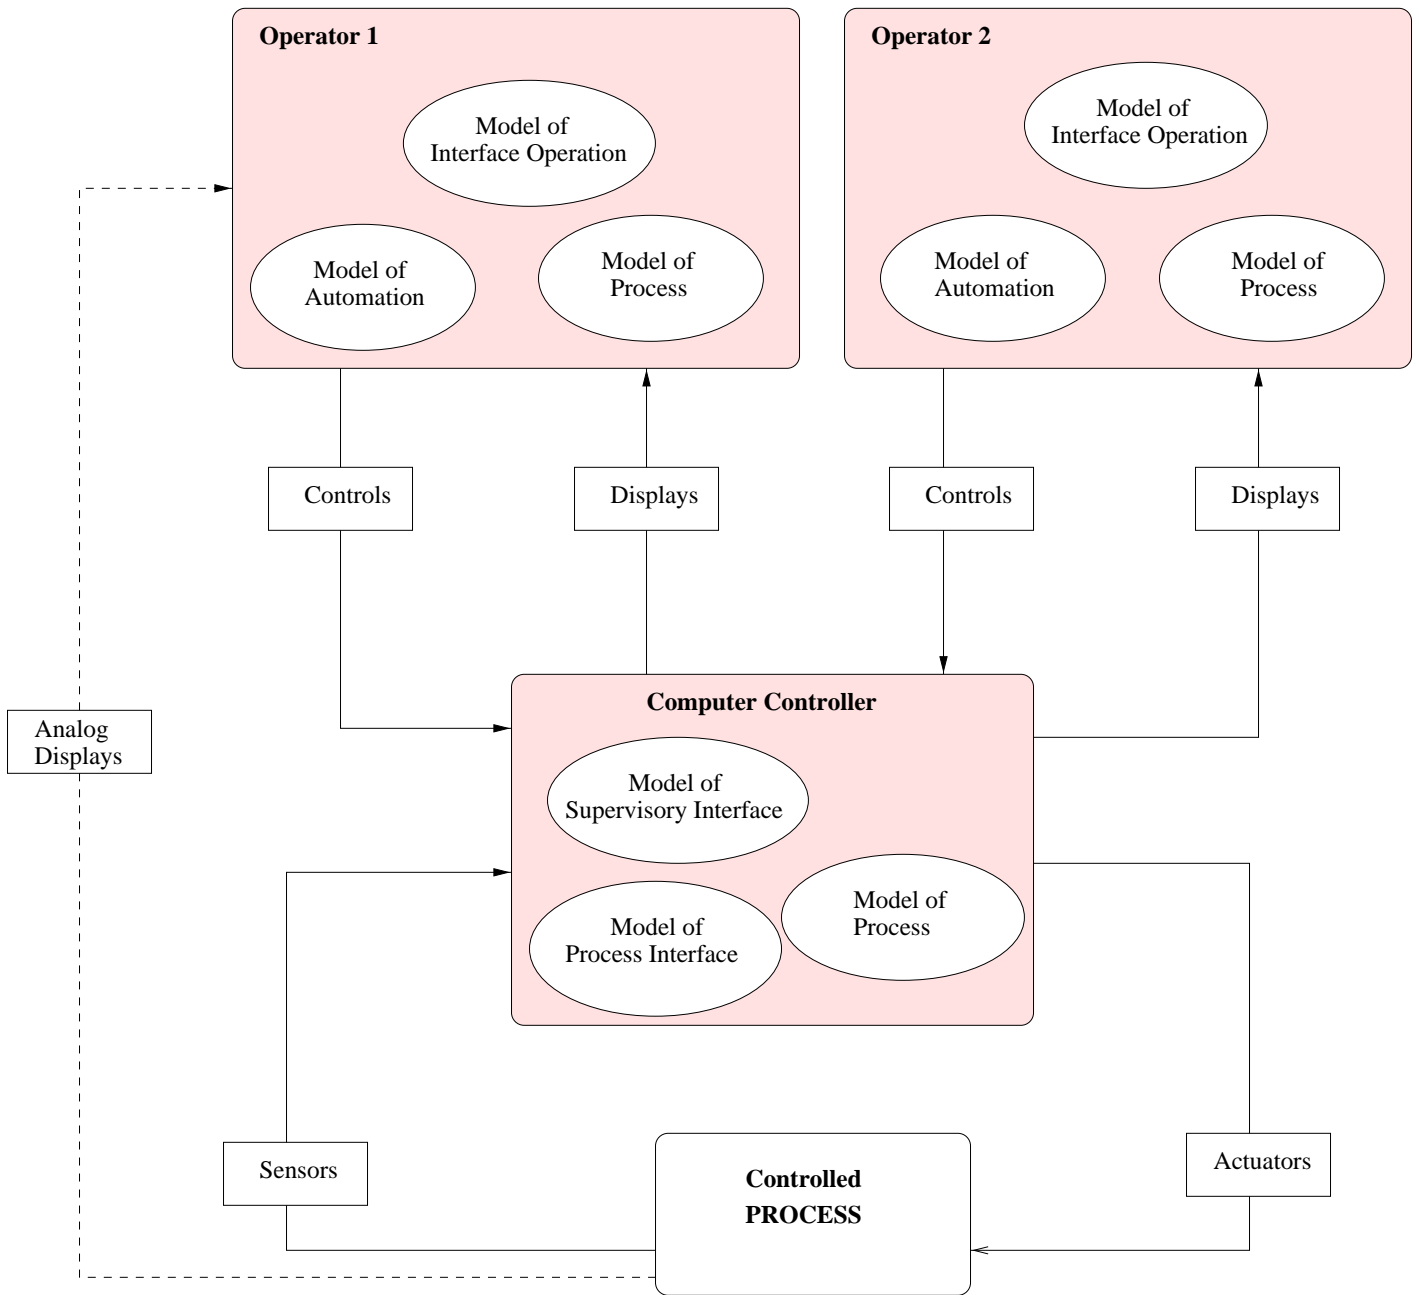 Operator 1
Model of
Interface Operation
Model of
Automation
Model of
Process
Operator 2
Model of
Interface Operation
Model of
Automation
Model of
Process
Controls
Displays
Controls
Displays
Analog
Displays
Computer Controller
Model of
Supervisory Interface
Model of
Process
Model of
Process Interface
Sensors
Controlled
PROCESS
Actuators